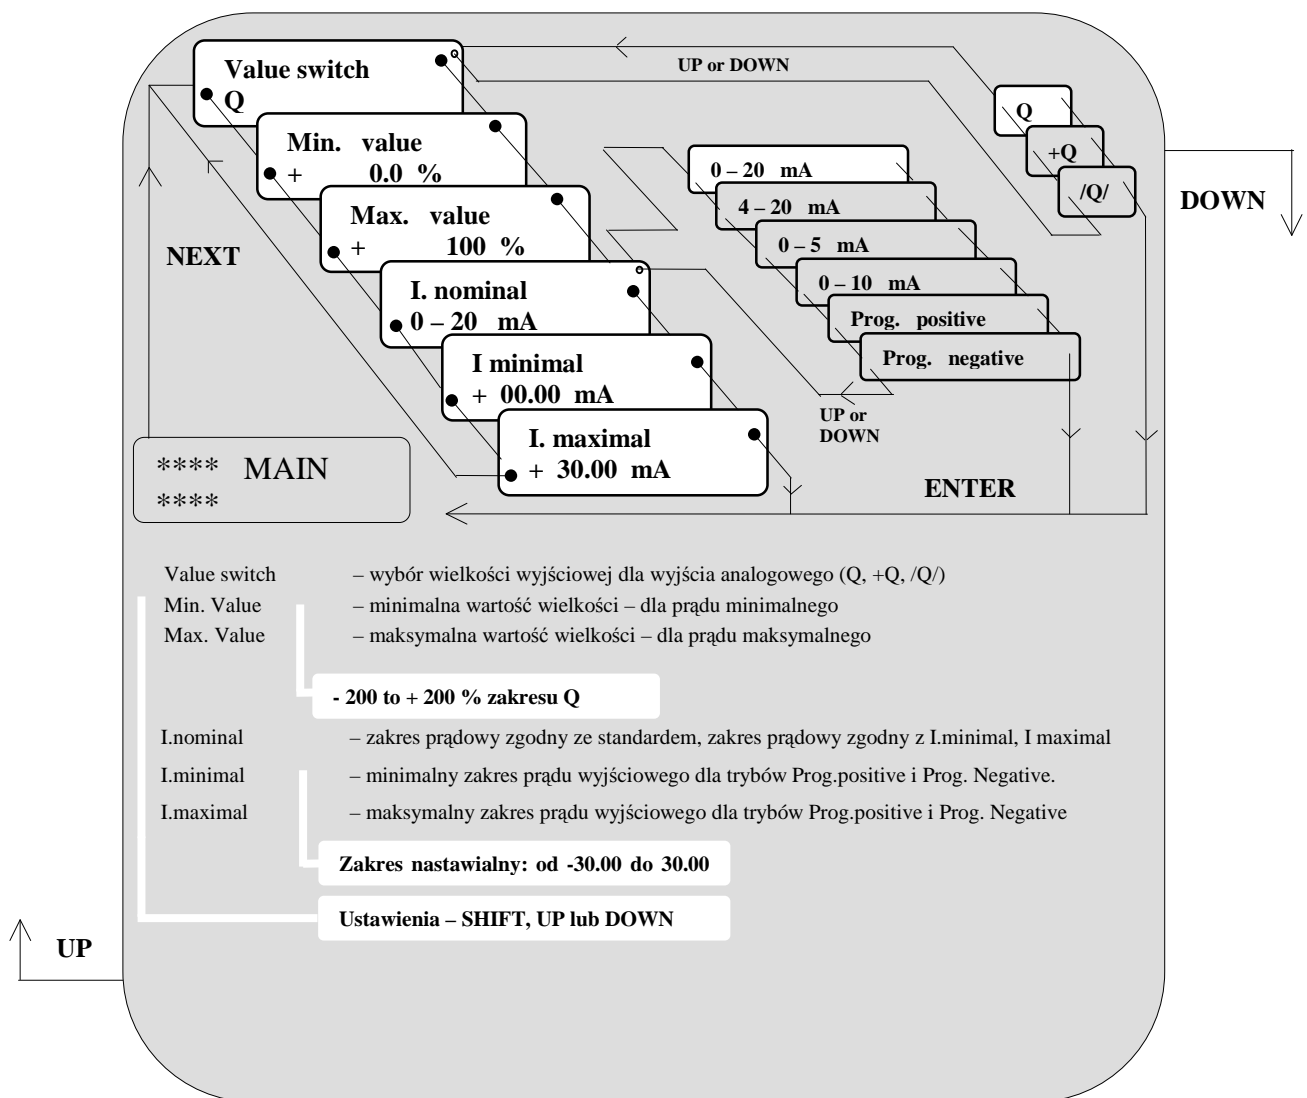 Value switch
Q
UP or DOWN
Min. value
+ 0.0 %
Max. value
+ 100 %
I. nominal
0 – 20 mA
I minimal
+ 00.00 mA
I. maximal
+ 30.00 mA
NEXT
0 – 20 mA
4 – 20 mA
0 – 5 mA
0 – 10 mA
Prog. positive
Prog. negative
UP or
DOWN
Q
+Q
/Q/
DOWN
**** MAIN
****
ENTER
Value switch – wybór wielkości wyjściowej dla wyjścia analogowego (Q, +Q, /Q/)
Min. Value – minimalna wartość wielkości – dla prądu minimalnego
Max. Value – maksymalna wartość wielkości – dla prądu maksymalnego
- 200 to + 200 % zakresu Q
I.nominal – zakres prądowy zgodny ze standardem, zakres prądowy zgodny z I.minimal, I maximal
I.minimal – minimalny zakres prądu wyjściowego dla trybów Prog.positive i Prog. Negative.
I.maximal – maksymalny zakres prądu wyjściowego dla trybów Prog.positive i Prog. Negative
Zakres nastawialny: od -30.00 do 30.00
Ustawienia – SHIFT, UP lub DOWN
UP